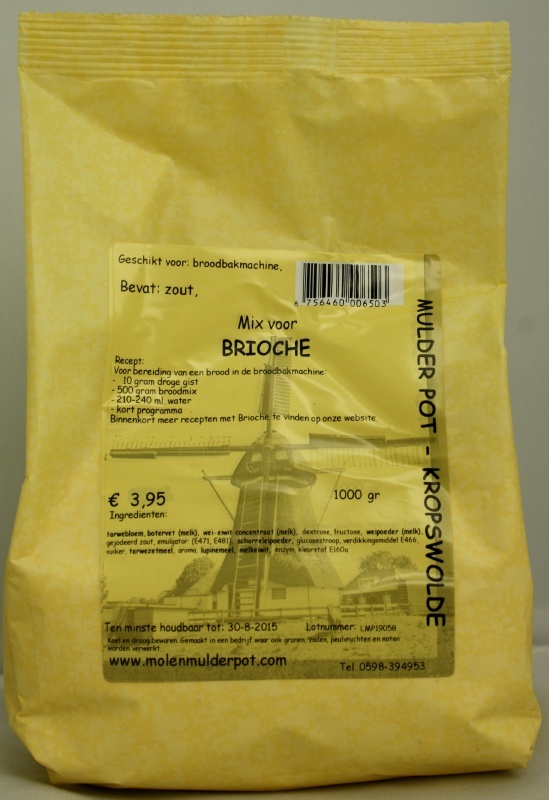 Geschikt voor: broodbakmachine,
Bevat: zout,
8 756460 006503
Mix voor
BRIOCHE
Recept:
Voor bereiding van een brood in de broodbakmachine:
- 10 gram droge gist
- 500 gram broodmix
- 210-240 ml. water
- kort programma
Binnenkort meer recepten met Brioche te vinden op onze website
MULDER POT - KROPSWOLDE
€ 3,95
1000 gr
Ingredienten:
tarwebloem, botervet (melk), wei-eiwit concentraat (melk), dextrose, fructose, weipoeder (melk),
gejodeerd zout, emulgator: (E471, E481), scharreleipoeder, glucosestroop, verdikkingsmiddel E466,
suiker, tarwezetmeel, aroma, lupinemeel, melkeiwit, enzym, kleurstof E160a
Ten minste houdbaar tot: 30-8-2015
Lotnummer: LMP19058
Koel en droog bewaren. Gemaakt in een bedrijf waar ook granen, zaden, peulvruchten en noten
worden verwerkt
www.molenmulderpot.com
Tel. 0598-394953